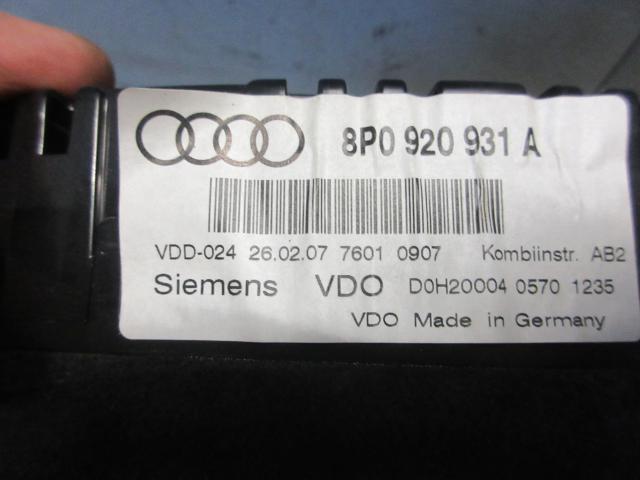 8P0 920 931 A
VDD-024 26.02.07 7601 0907 Kombiinstr. AB2
Siemens VDO D0H20004 0570 1235
VDO Made in Germany